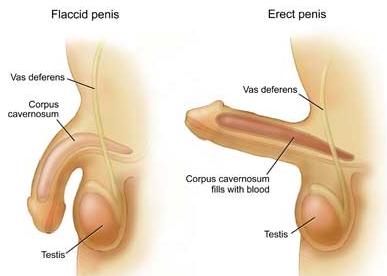 Flaccid penis
Vas deferens
Corpus
cavernosum
Testis
Erect penis
Vas deferens
Corpus cavernosum
fills with blood
Testis